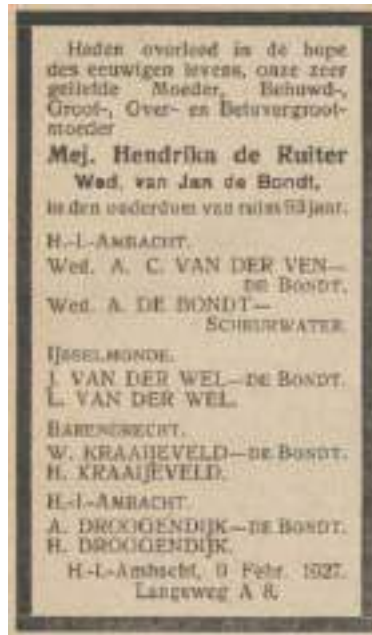 Heden overleed in de hope
des eeuwigen levens, onze zeer
geliefde Moeder, Behuwd-,
Groot-, Over- en Betovergroot-
moeder
Mej. Hendrika de Ruiter
Wed. van Jan de Bondt,
in den ouderdom van ruim 93 jaar.
H.-I.-AMBACHT.
Wed. A. C. VAN DER VEN—
DE BONDT.
Wed. A. DE BONDT—
SCHEURWATER.
IJSSELMONDE.
J. VAN DER WEL—DE BONDT.
L. VAN DER WEL.
BARENDRECHT.
W. KRAAIJEVELD—DE BONDT.
H. KRAAIJEVELD.
H.-I.-AMBACHT.
A. DROOGENDIJK—DE BONDT.
H. DROOGENDIJK.
H.-I.-Ambacht, 9 Febr. 1927.
Langeweg A 8.